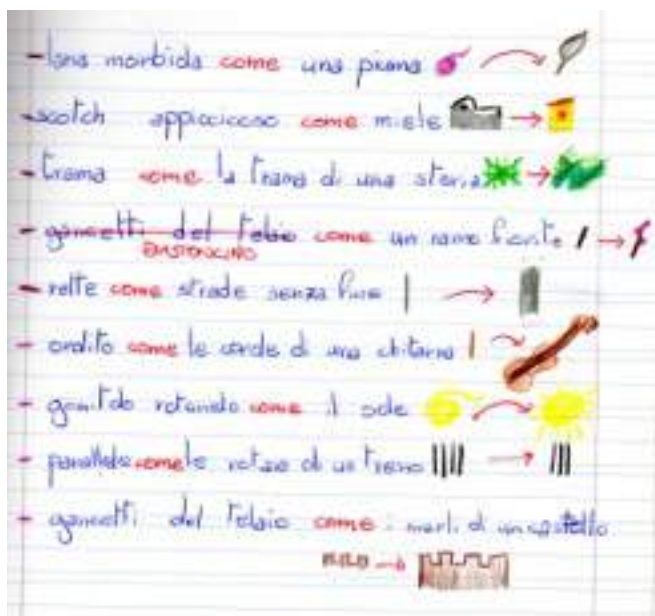 - lana morbida come una piuma
- scotch appiccicoso come miele
- trama come la trama di una storia
- gancetti del telaio come un ramo fiorito
BASTONCINO
- rette come strade senza fine
- ordito come le corde di una chitarra
- gomitolo rotondo come il sole
- parallele come le rotaie di un treno
- gancetti del telaio come i merli di un castello